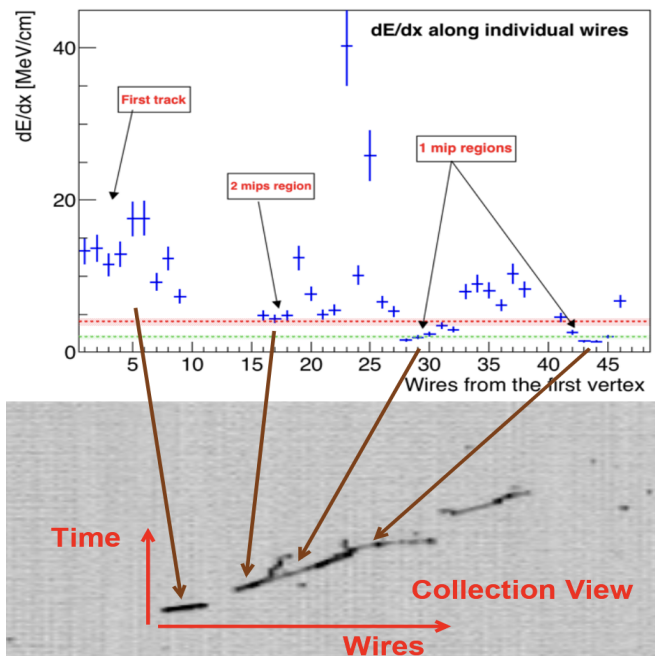 dE/dx along individual wires
dE/dx [MeV/cm]
40
20
0
First track
2 mips region
1 mip regions
5 10 15 20 25 30 35 40 45
Wires from the first vertex
Time
Collection View
Wires